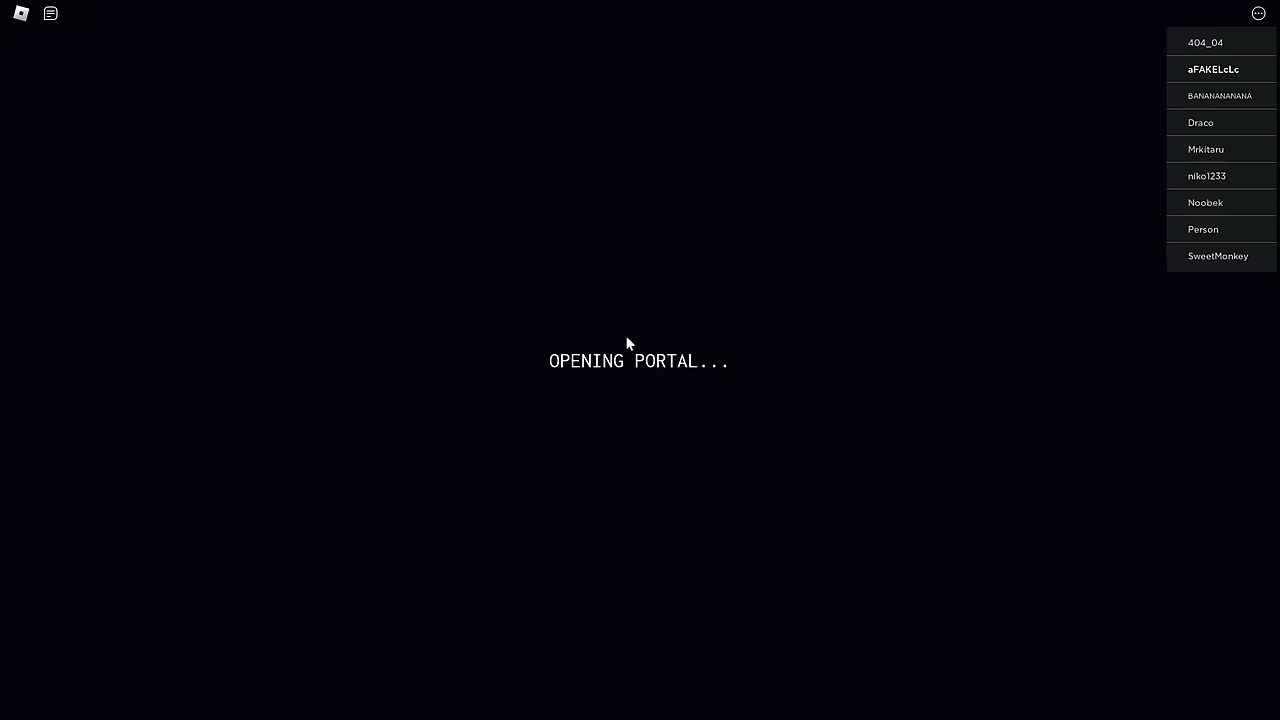 404_04
aFAKELcLc
BANANANANANA
Draco
Mrkitaru
niko1233
Noobek
Person
SweetMonkey
OPENING PORTAL...